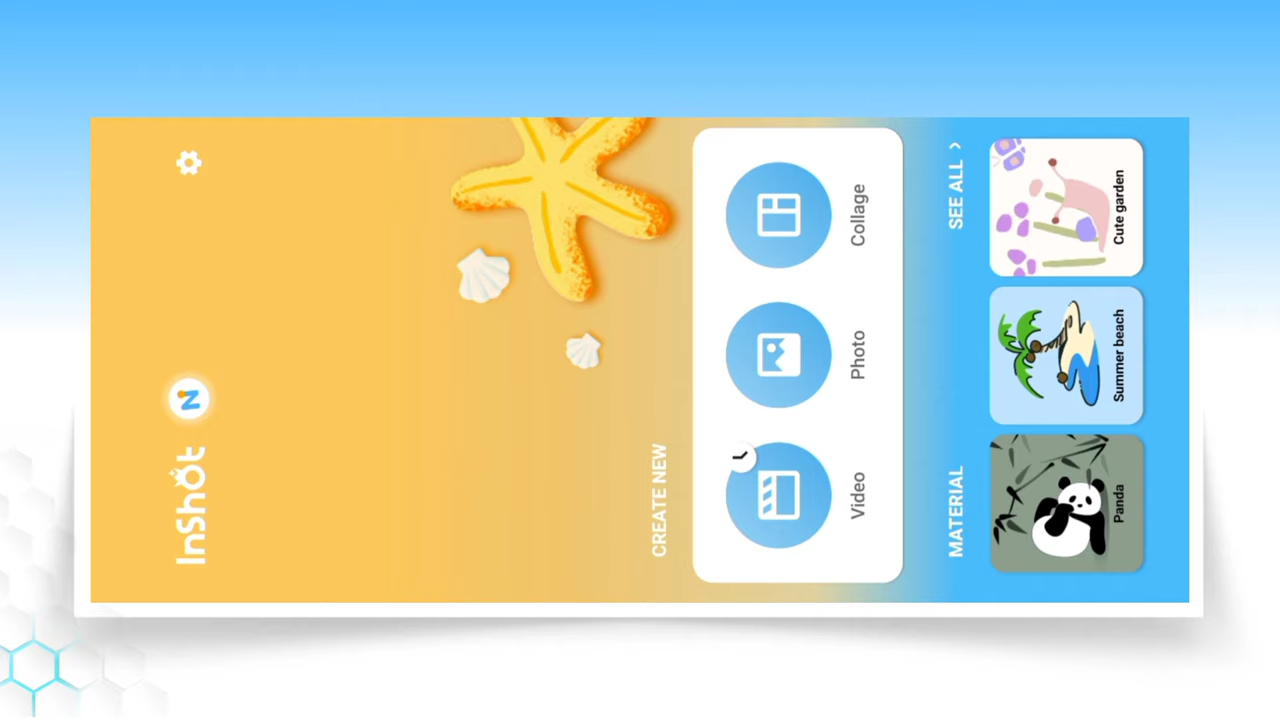 InShOt
N
CREATE NEW
Video
Photo
Collage
MATERIAL
SEE ALL >
Panda
Summer beach
Cute garden